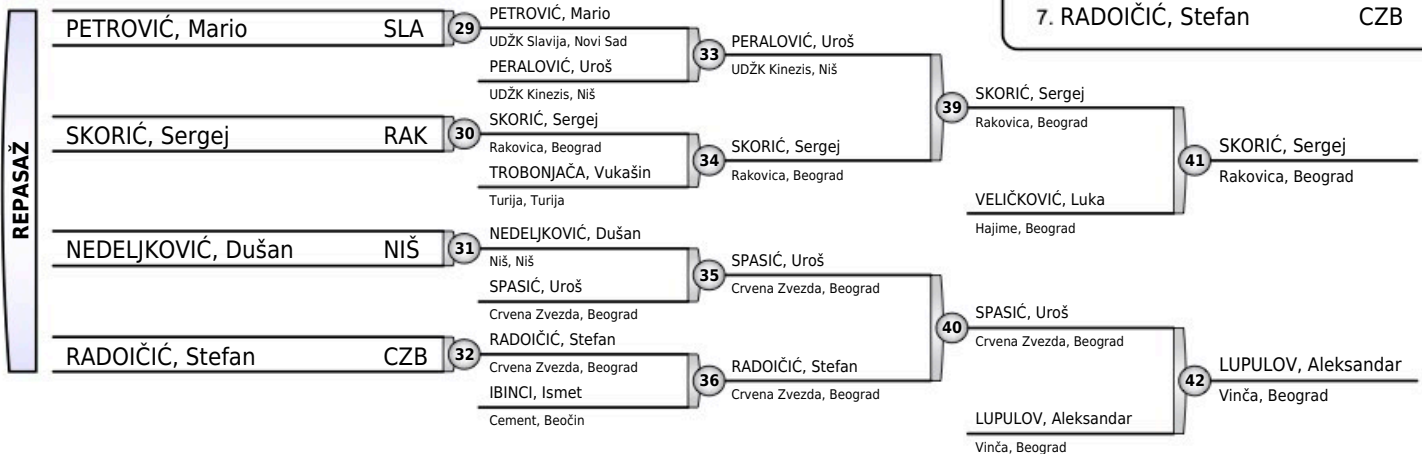 7. RADOIČIĆ, Stefan CZB
REPASAŽ
PETROVIĆ, Mario SLA
29
PETROVIĆ, Mario
UDŽK Slavija, Novi Sad
PERALOVIĆ, Uroš
UDŽK Kinezis, Niš
33
PERALOVIĆ, Uroš
UDŽK Kinezis, Niš
SKORIĆ, Sergej RAK
30
SKORIĆ, Sergej
Rakovica, Beograd
TROBONJAČA, Vukašin
Turija, Turija
34
SKORIĆ, Sergej
Rakovica, Beograd
39
SKORIĆ, Sergej
Rakovica, Beograd
VELIČKOVIĆ, Luka
Hajime, Beograd
41
SKORIĆ, Sergej
Rakovica, Beograd
NEDELJKOVIĆ, Dušan NIŠ
31
NEDELJKOVIĆ, Dušan
Niš, Niš
SPASIĆ, Uroš
Crvena Zvezda, Beograd
35
SPASIĆ, Uroš
Crvena Zvezda, Beograd
RADOIČIĆ, Stefan CZB
32
RADOIČIĆ, Stefan
Crvena Zvezda, Beograd
IBINCI, Ismet
Cement, Beočin
36
RADOIČIĆ, Stefan
Crvena Zvezda, Beograd
40
SPASIĆ, Uroš
Crvena Zvezda, Beograd
LUPULOV, Aleksandar
Vinča, Beograd
42
LUPULOV, Aleksandar
Vinča, Beograd